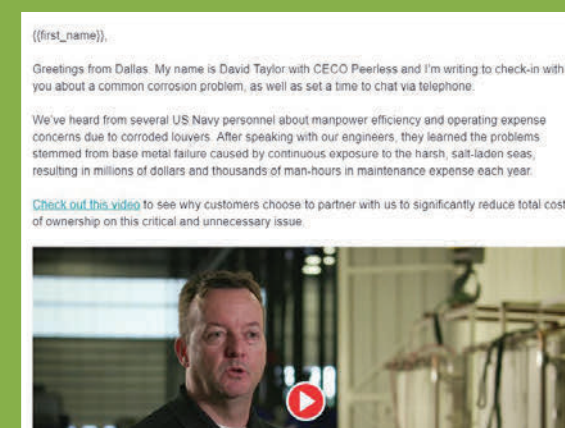 {{first_name}},
Greetings from Dallas. My name is David Taylor with CECO Peerless and I'm writing to check-in with
you about a common corrosion problem, as well as set a time to chat via telephone.
We've heard from several US Navy personnel about manpower efficiency and operating expense
concerns due to corroded louvers. After speaking with our engineers, they learned the problems
stemmed from base metal failure caused by continuous exposure to the harsh, salt-laden seas,
resulting in millions of dollars and thousands of man-hours in maintenance expense each year.
Check out this video to see why customers choose to partner with us to significantly reduce total cost
of ownership on this critical and unnecessary issue.